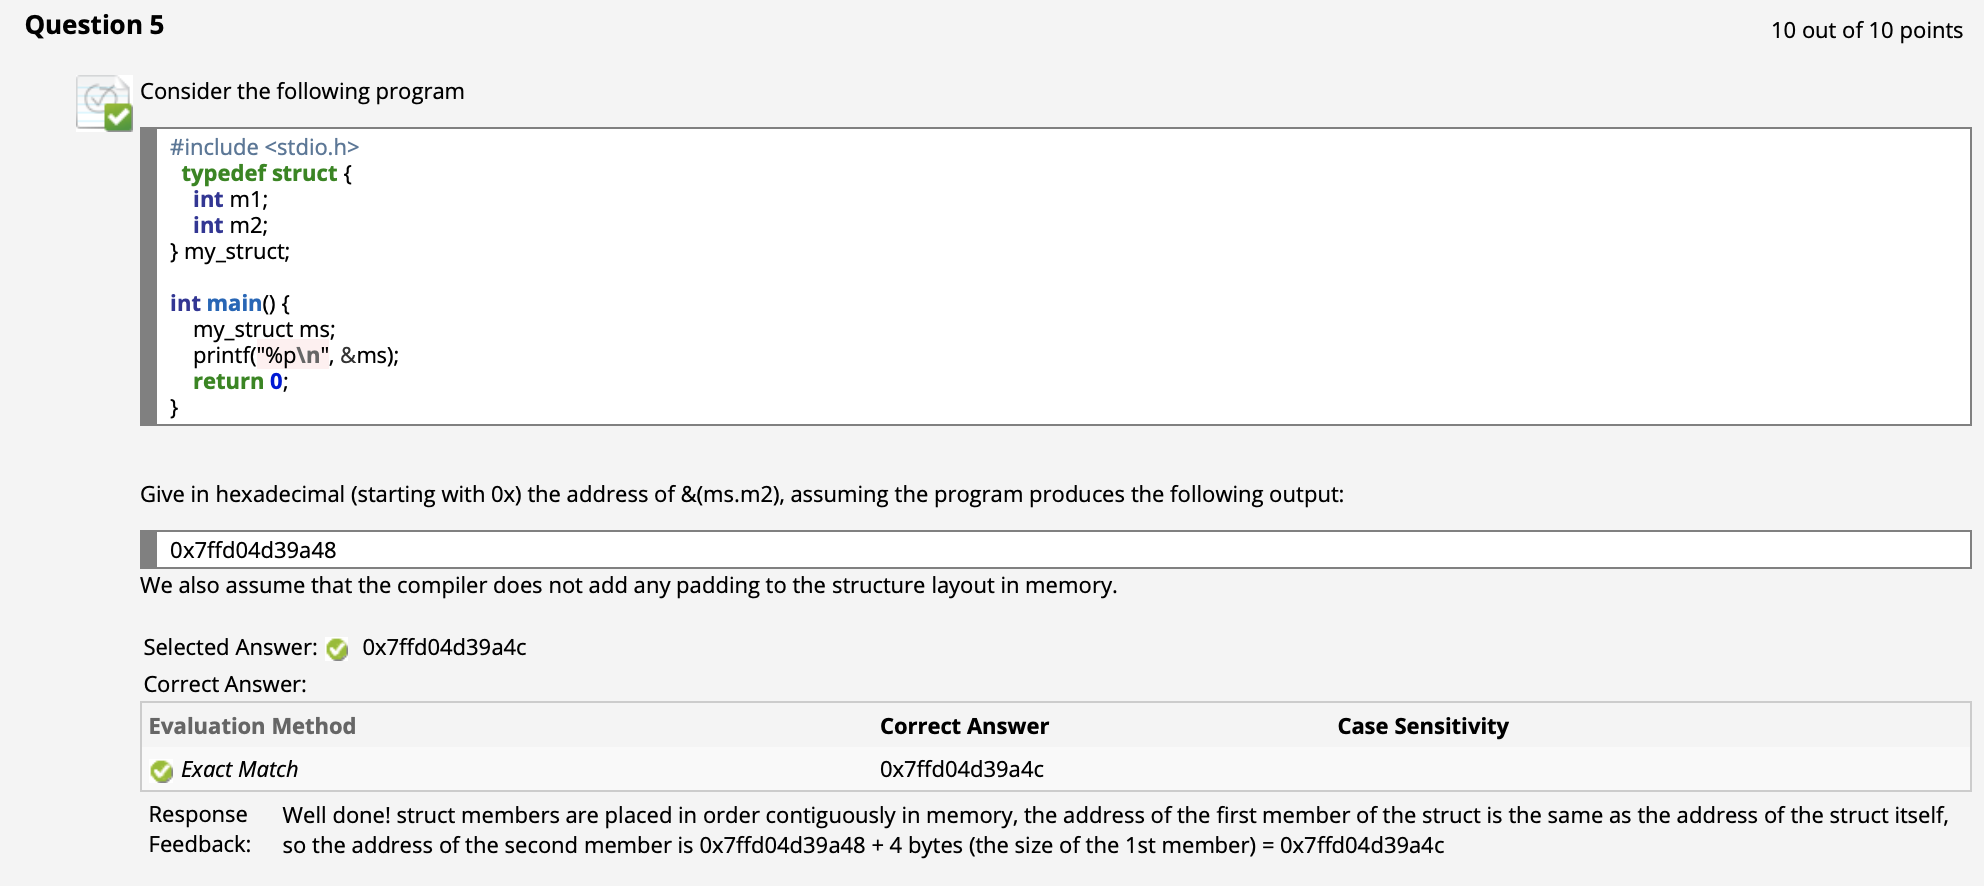 Question 5
10 out of 10 points
Consider the following program
#include <stdio.h>
typedef struct {
int m1;
int m2;
} my_struct;
int main() {
my_struct ms;
printf("%p\n", &ms);
return 0;
}
Give in hexadecimal (starting with 0x) the address of &(ms.m2), assuming the program produces the following output:
0x7ffd04d39a48
We also assume that the compiler does not add any padding to the structure layout in memory.
Selected Answer: 0x7ffd04d39a4c
Correct Answer:
Evaluation Method Correct Answer Case Sensitivity
Exact Match 0x7ffd04d39a4c
Response Feedback:
Well done! struct members are placed in order contiguously in memory, the address of the first member of the struct is the same as the address of the struct itself,
so the address of the second member is 0x7ffd04d39a48 + 4 bytes (the size of the 1st member) = 0x7ffd04d39a4c